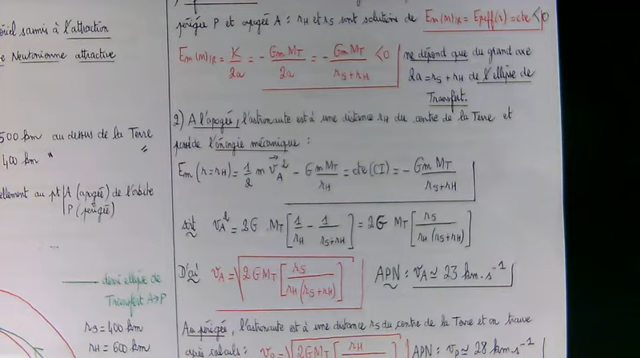 ériel soumis à l'attraction
e Newtonienne attractive
500 km au dessus de la Terre
400 km "
ellement au pt A (apogée) de l'orbite
P (périgée)
demi ellipse de
Transfert A→P
rS = 400 km
rH = 600 km
périgée P et apogée A : rH et rS sont solutions de Em(M)/R = Epeff(r) = cte < 0
Em(M)/R = K/2a = - GmMT/2a = - GmMT/(rS + rH) < 0 ne dépend que du grand axe
2a = rS + rH de l'ellipse de
Transfert.
2) A l'apogée, l'astronaute est à une distance rH du centre de la Terre et
possède l'énergie mécanique :
Em(r = rH) = 1/2 m vA² - GmMT/rH = cte (CI) = - GmMT/(rS + rH)
soit vA² = 2G MT [1/rH - 1/(rS + rH)] = 2G MT [rS/(rH(rS + rH))]
D'où vA = √(2GMT [rS/(rH(rS + rH))]) APN : vA ≃ 23 km.s⁻¹
Au périgée, l'astronaute est à une distance rS du centre de la Terre et on trouve
après calculs : vP = √(2GMT [rH APN : vP ≃ 28 km.s⁻¹